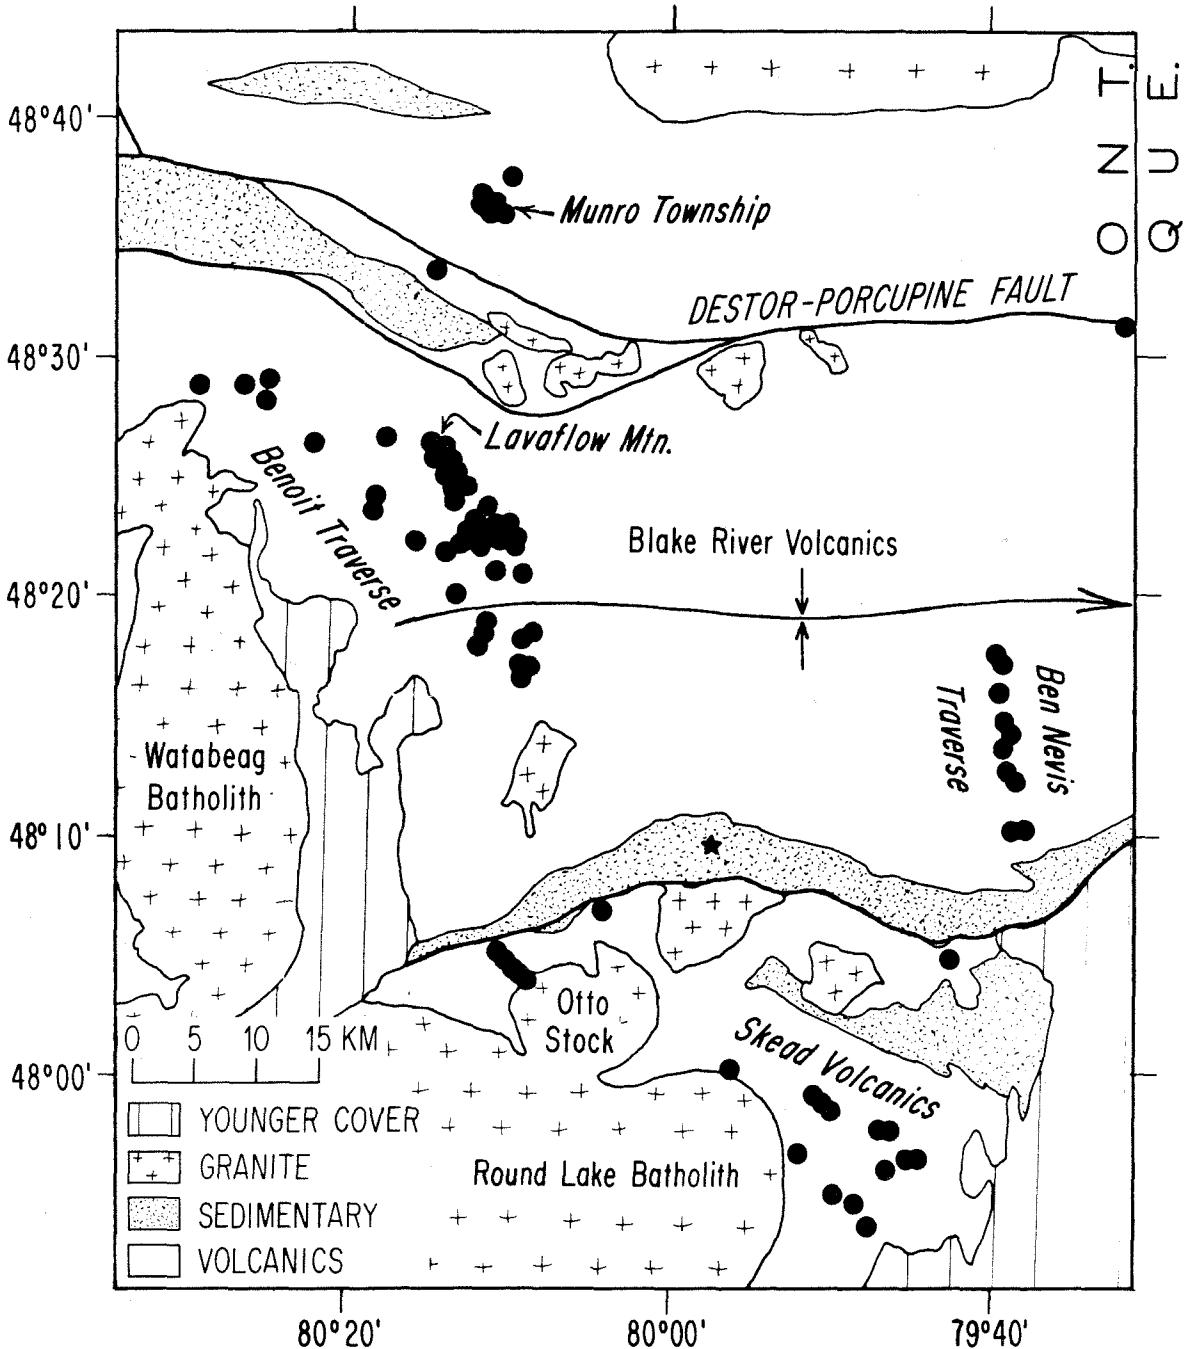 O N T.
Q U E.
48°40'
Munro Township
DESTOR-PORCUPINE FAULT
48°30'
Lavaflow Mtn.
Benoit Traverse
Blake River Volcanics
48°20'
Ben Nevis
Traverse
Watabeag
Batholith
48°10'
Otto
Stock
0 5 10 15 KM
Skead Volcanics
48°00'
YOUNGER COVER
GRANITE
Round Lake Batholith
SEDIMENTARY
VOLCANICS
80°20' 80°00' 79°40'